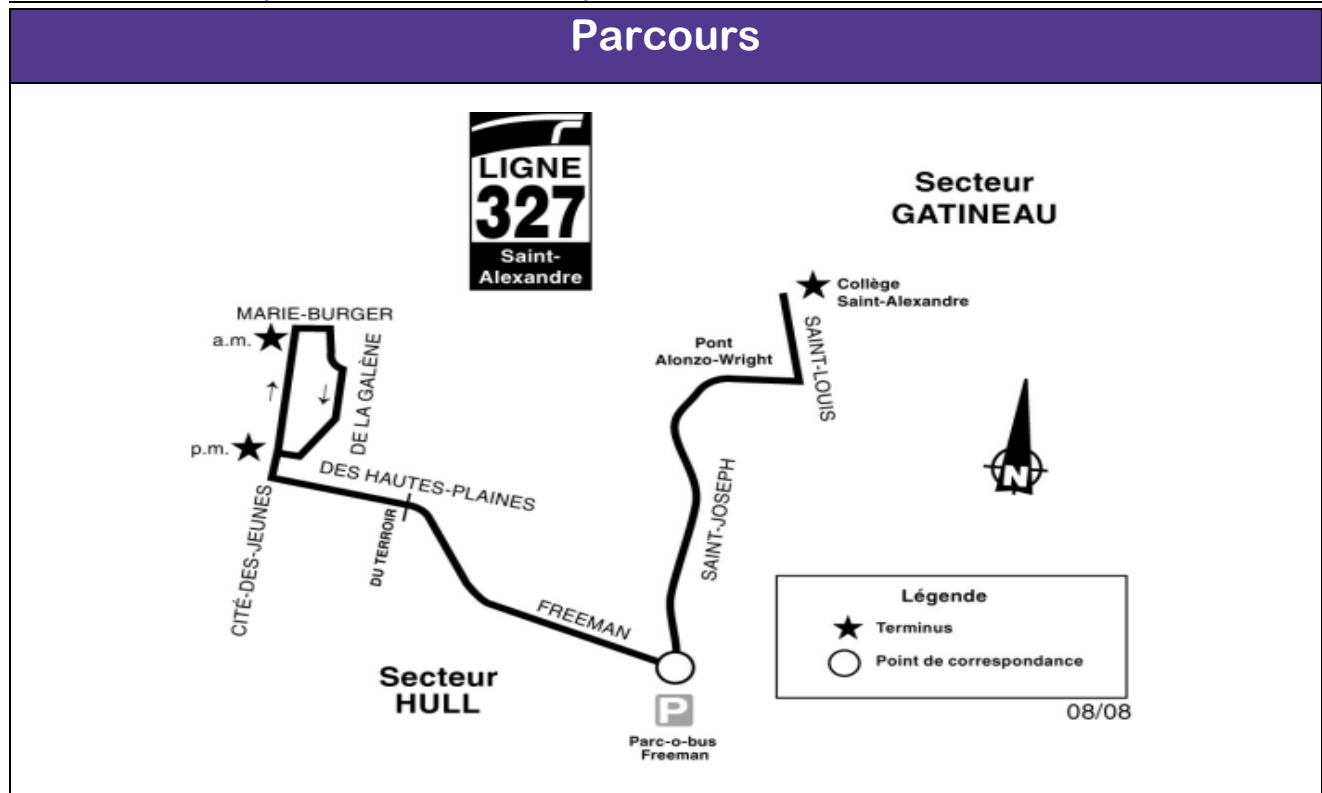 Parcours
LIGNE
327
Saint-
Alexandre
Secteur
GATINEAU
Collège
Saint-Alexandre
MARIE-BURGER
a.m.
DE LA GALÈNE
Pont
Alonzo-Wright
SAINT-LOUIS
p.m.
DES HAUTES-PLAINES
CITÉ-DES-JEUNES
DU TERROIR
SAINT-JOSEPH
N
FREEMAN
Secteur
HULL
P
Parc-o-bus
Freeman
Légende
Terminus
Point de correspondance
08/08